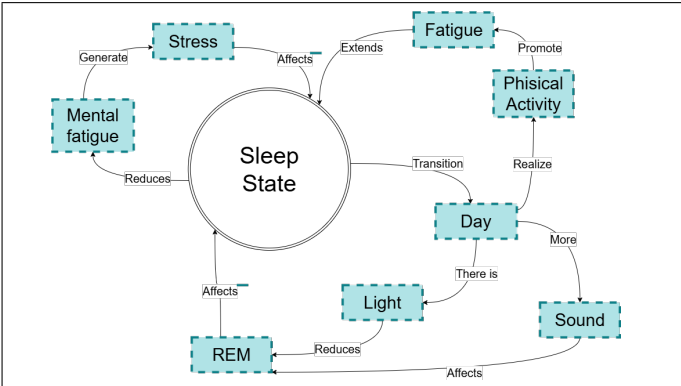 Stress
Fatigue
Generate
Affects
Extends
Promote
Mental
fatigue
Phisical
Activity
Sleep
State
Reduces
Transition
Realize
Day
More
There is
Affects
Light
Sound
REM
Reduces
Affects